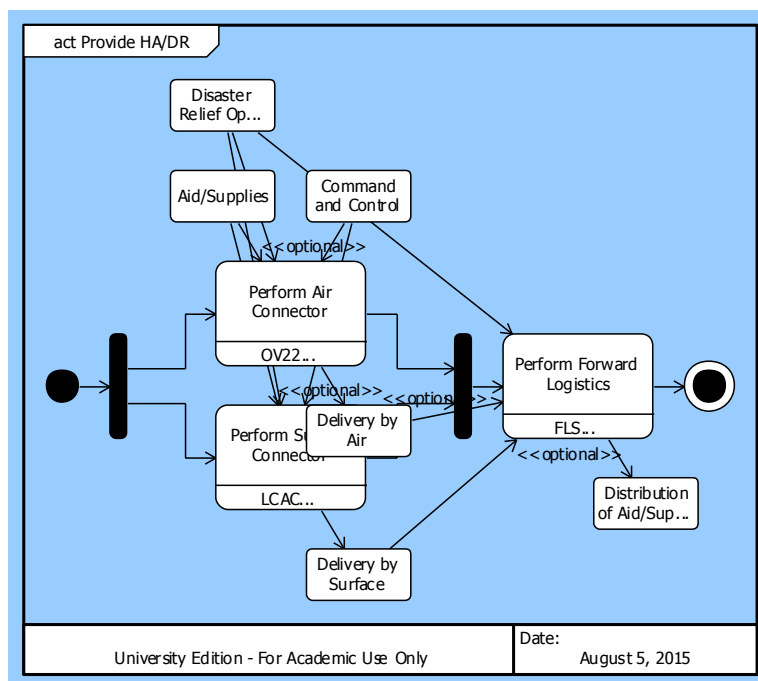 act Provide HA/DR
Disaster
Relief Op...
Aid/Supplies
Command
and Control
<<optional>>
Perform Air
Connector
OV22...
Perform Forward
Logistics
FLS...
<<optional>>
<<optional>>
Delivery by
Air
Perform
Connector
LCAC...
<<optional>>
Distribution
of Aid/Sup...
Delivery by
Surface
University Edition - For Academic Use Only
Date:
August 5, 2015